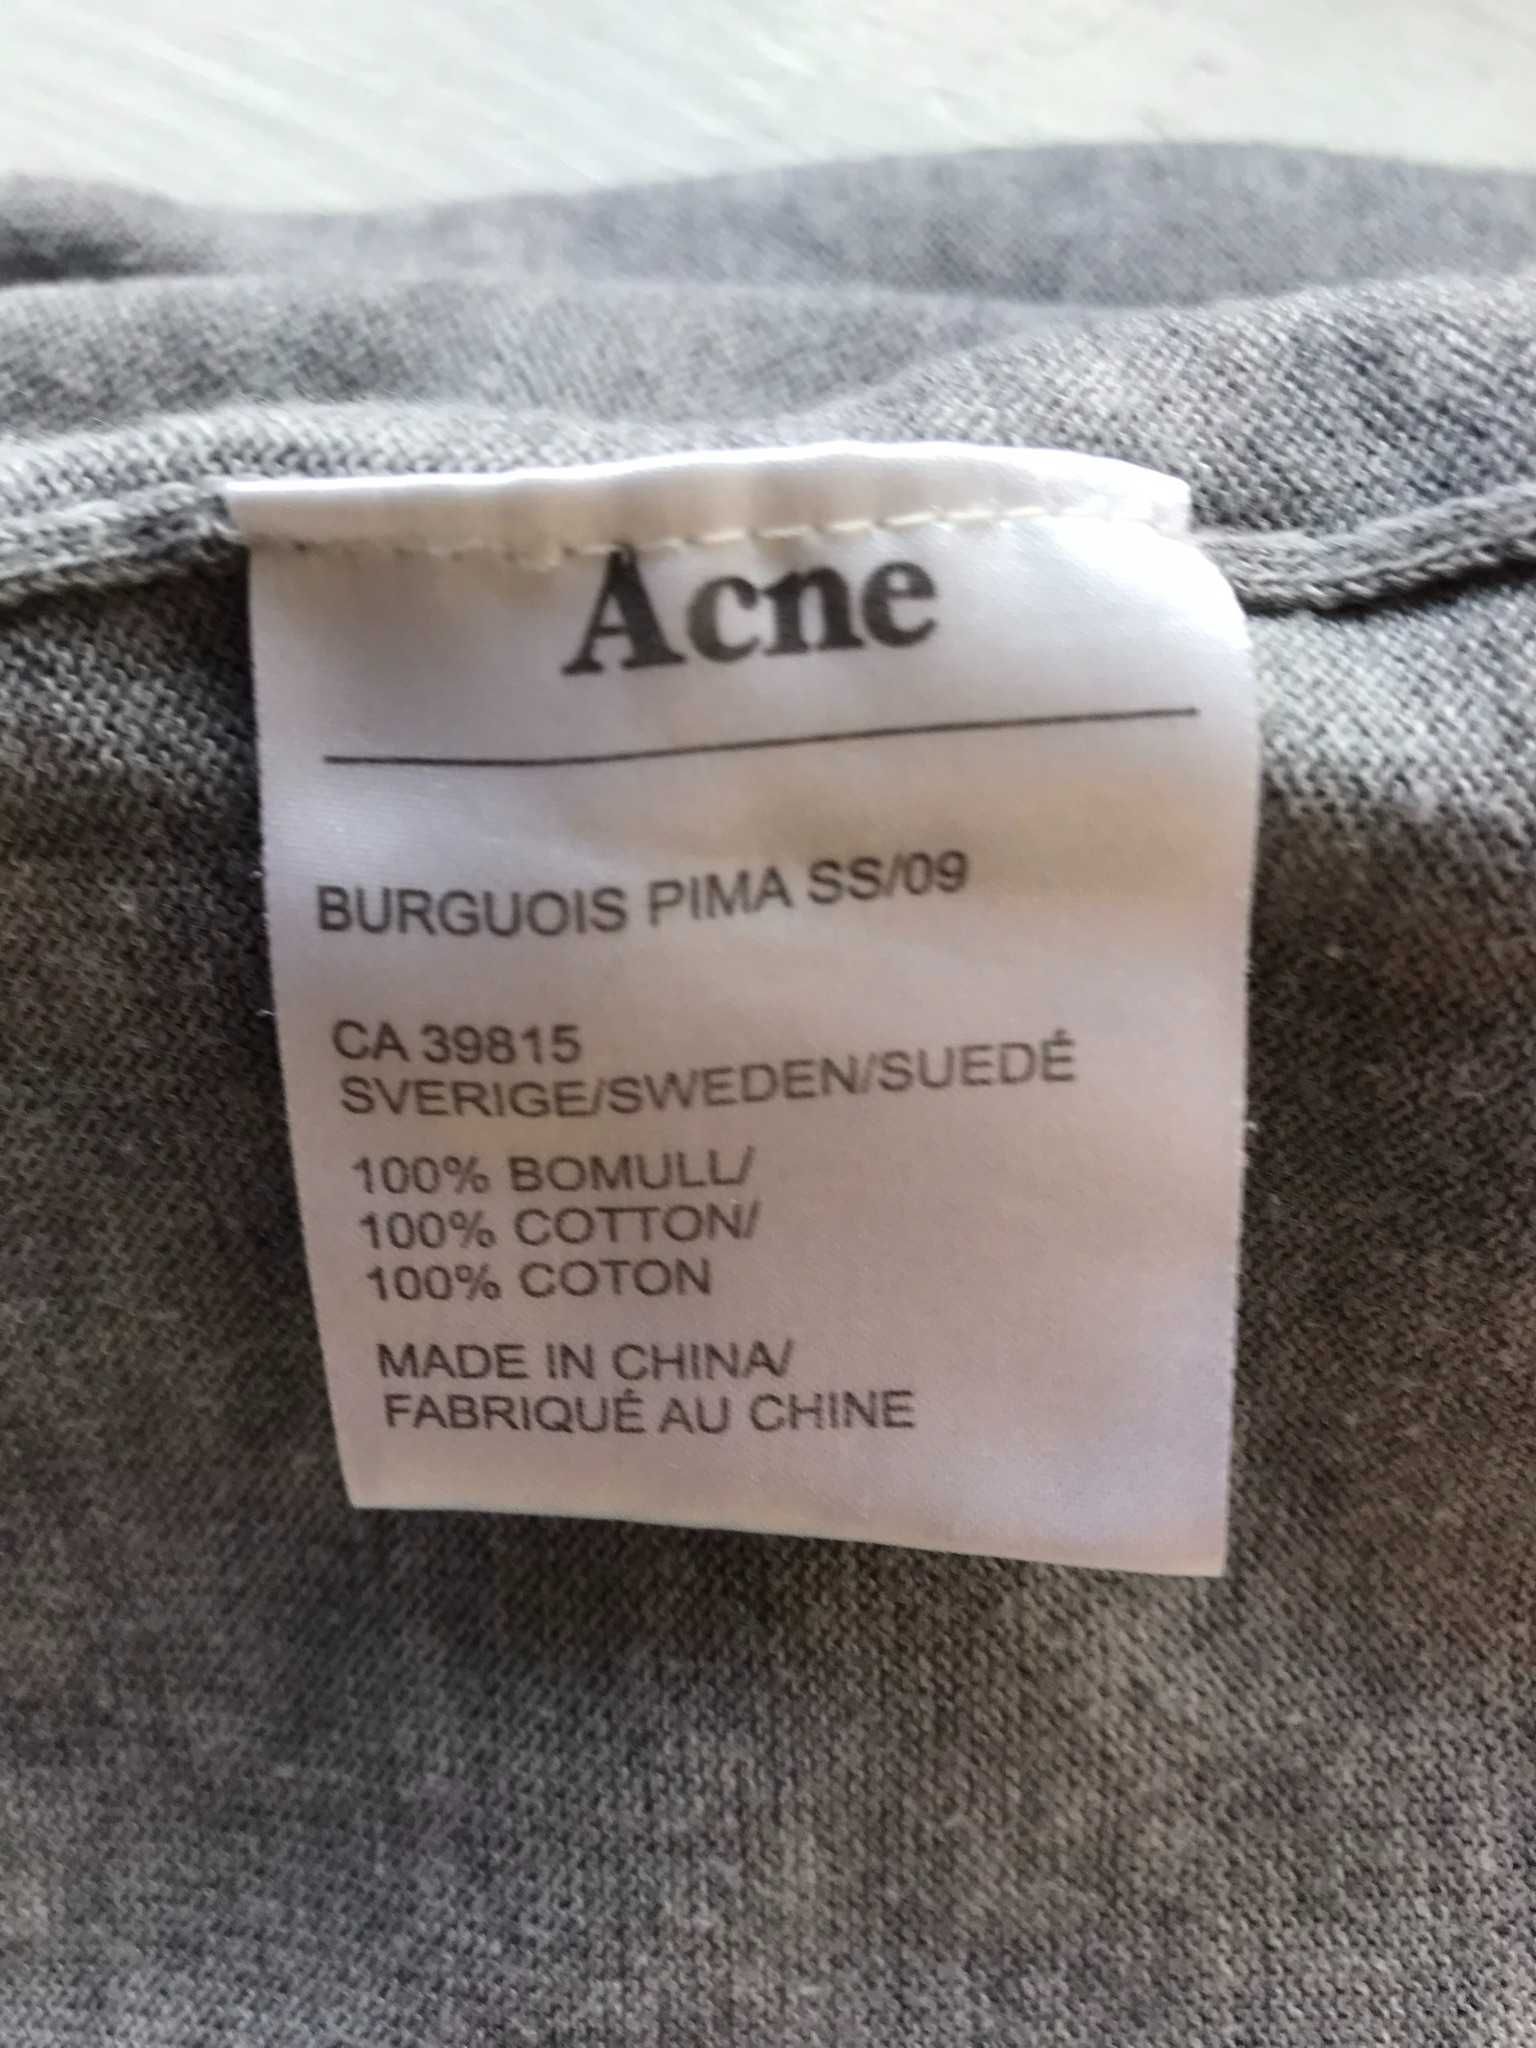 Acne
BURGUOIS PIMA SS/09
CA 39815
SVERIGE/SWEDEN/SUEDÉ
100% BOMULL/
100% COTTON/
100% COTON
MADE IN CHINA/
FABRIQUÉ AU CHINE